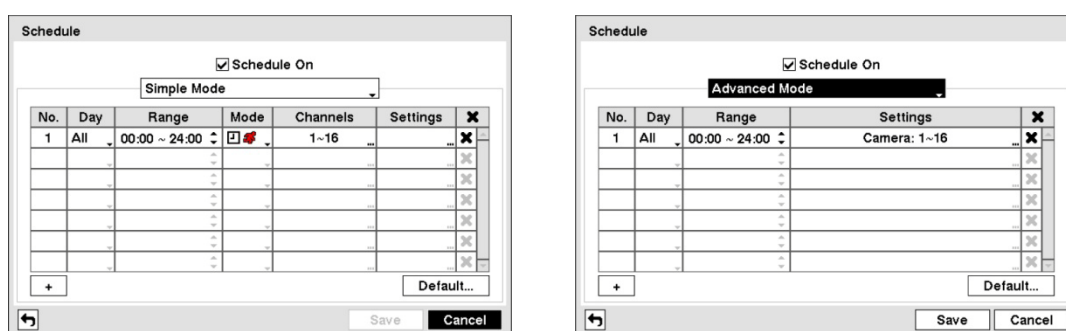 Schedule
Schedule On
Simple Mode
No. Day Range Mode Channels Settings
1 All 00:00 ~ 24:00 1~16 ... ...
+ Default...
Save Cancel
Schedule
Schedule On
Advanced Mode
No. Day Range Settings
1 All 00:00 ~ 24:00 Camera: 1~16 ...
+ Default...
Save Cancel